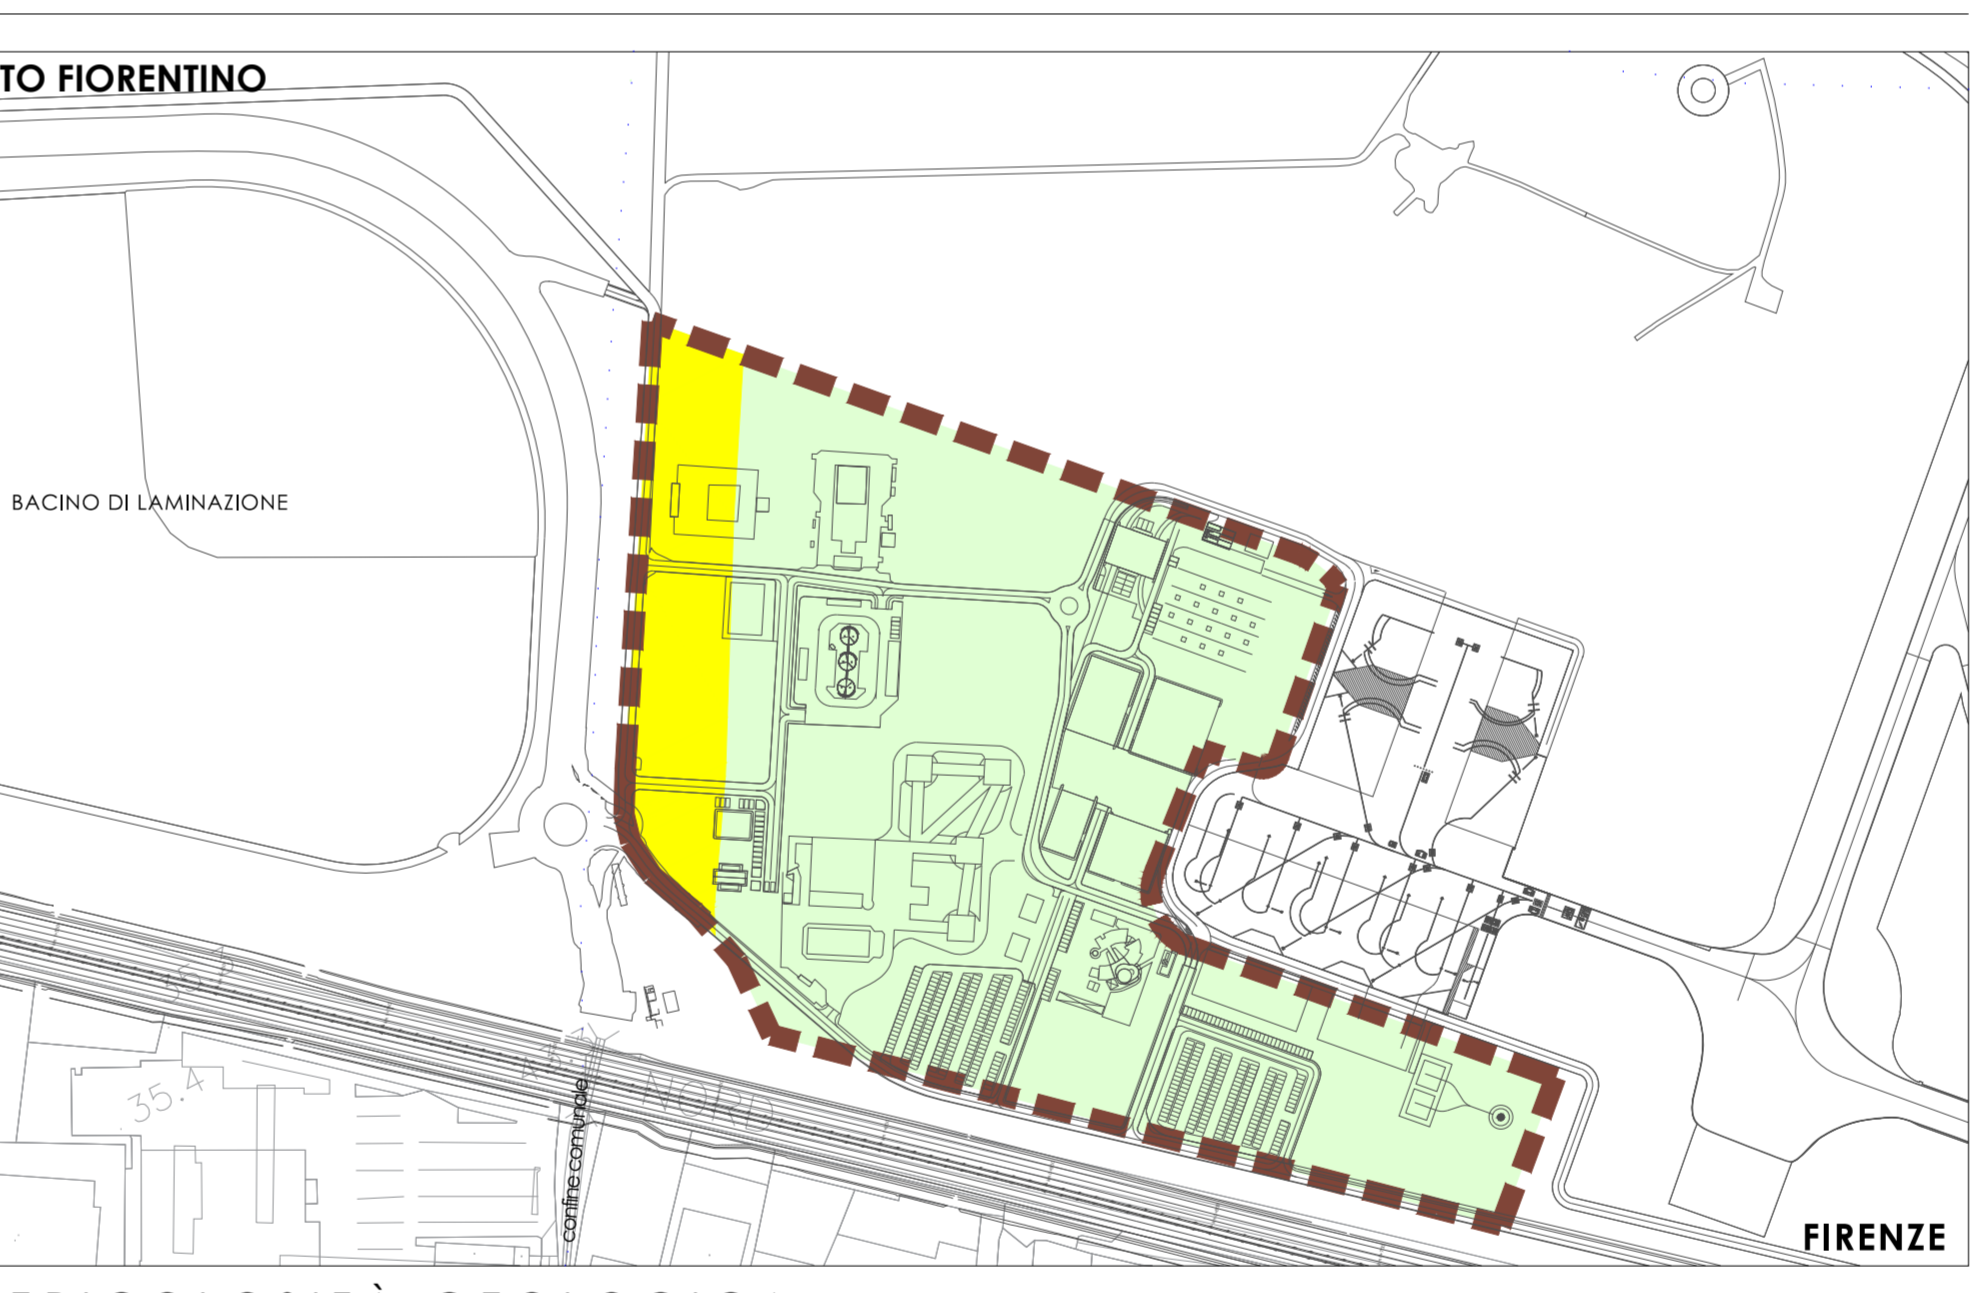 TO FIORENTINO
BACINO DI LAMINAZIONE
35.4
NORD
confine comunale
FIRENZE